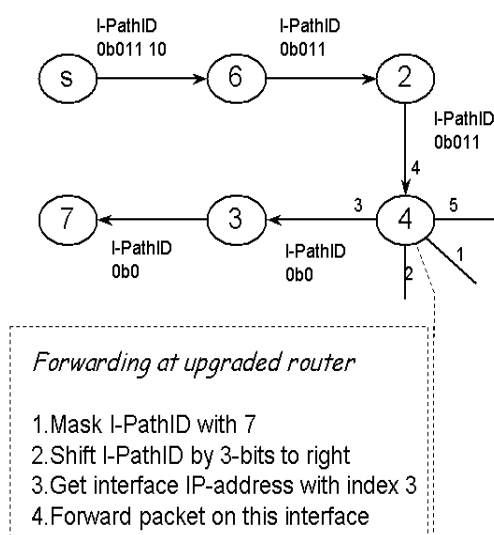 I-PathID
0b011 10
I-PathID
0b011
s
6
2
I-PathID
0b011
4
7
3
3
4
5
1
2
I-PathID
0b0
I-PathID
0b0
Forwarding at upgraded router
1.Mask I-PathID with 7
2.Shift I-PathID by 3-bits to right
3.Get interface IP-address with index 3
4.Forward packet on this interface